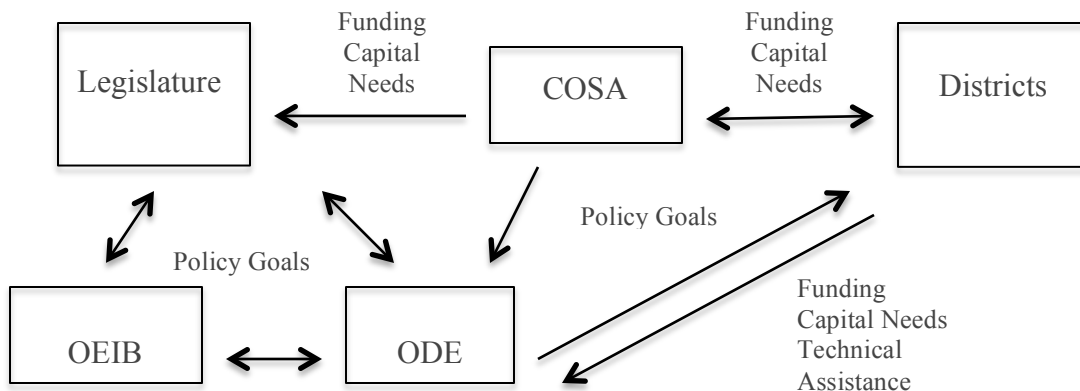 Funding
Capital
Needs
Funding
Capital
Needs
Legislature
COSA
Districts
Policy Goals
Policy Goals
Funding
Capital Needs
Technical
Assistance
OEIB
ODE